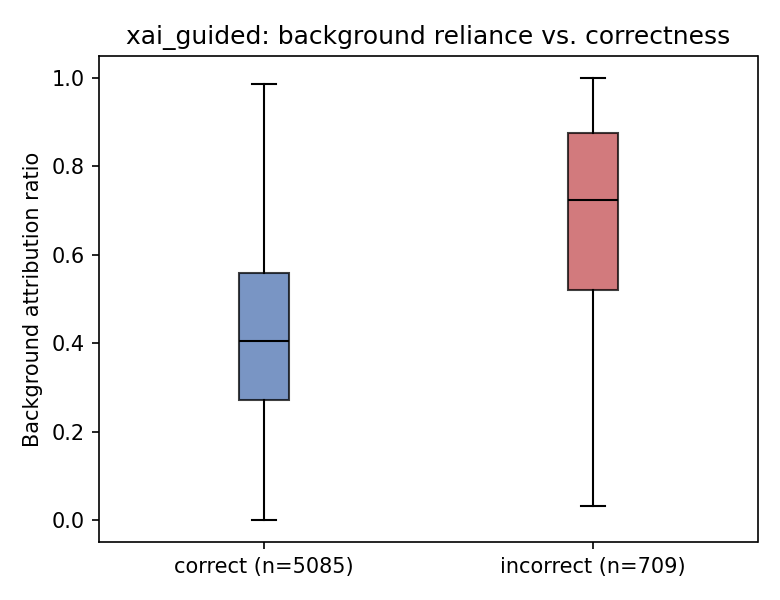 xai_guided: background reliance vs. correctness
Background attribution ratio
1.0
0.8
0.6
0.4
0.2
0.0
correct (n=5085)
incorrect (n=709)